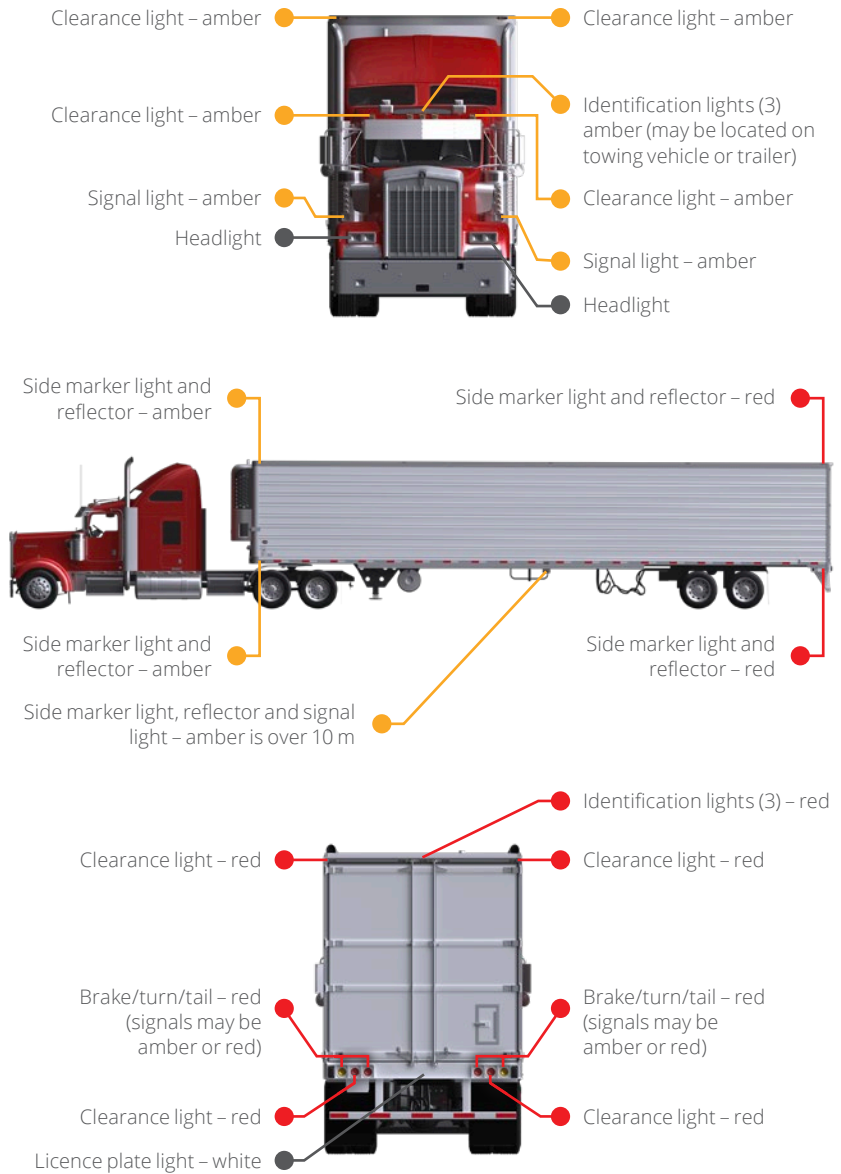 Clearance light – amber
Clearance light – amber
Clearance light – amber
Identification lights (3)
amber (may be located on
towing vehicle or trailer)
Signal light – amber
Clearance light – amber
Headlight
Signal light – amber
Headlight
Side marker light and
reflector – amber
Side marker light and reflector – red
Side marker light and
reflector – amber
Side marker light and
reflector – red
Side marker light, reflector and signal
light – amber is over 10 m
Identification lights (3) – red
Clearance light – red
Clearance light – red
Brake/turn/tail – red
(signals may be
amber or red)
Brake/turn/tail – red
(signals may be
amber or red)
Clearance light – red
Clearance light – red
Licence plate light – white